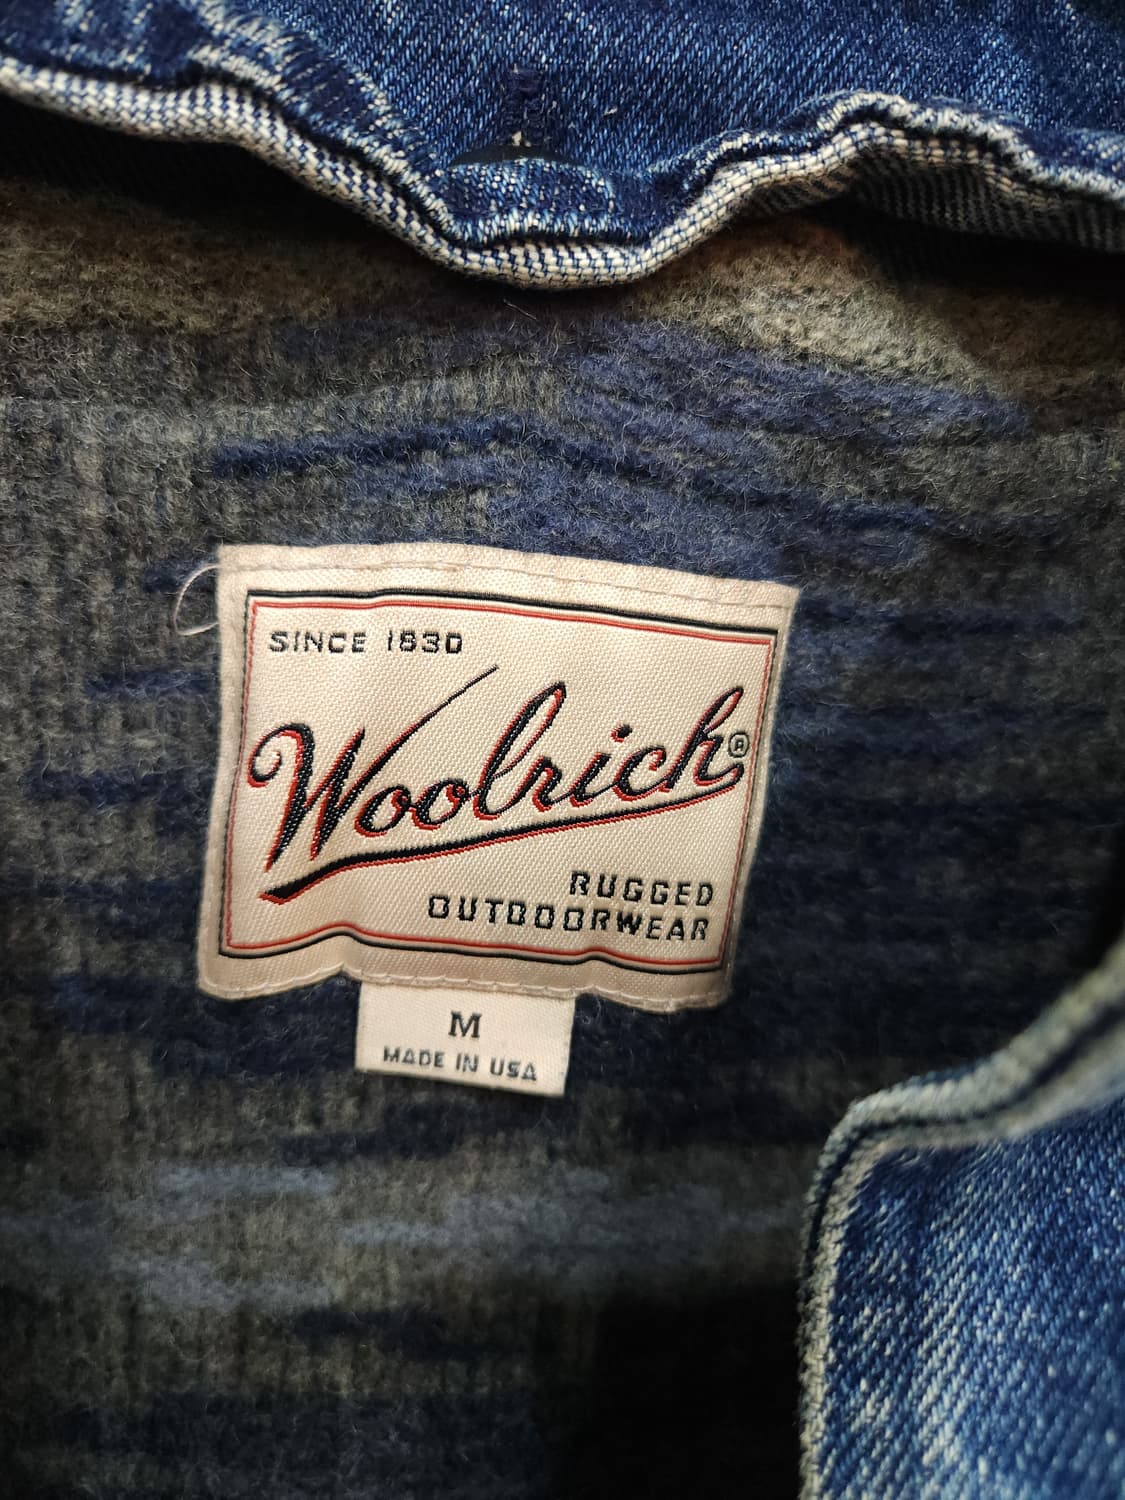 SINCE 1830
Woolrich®
RUGGED
OUTDOORWEAR
M
MADE IN USA